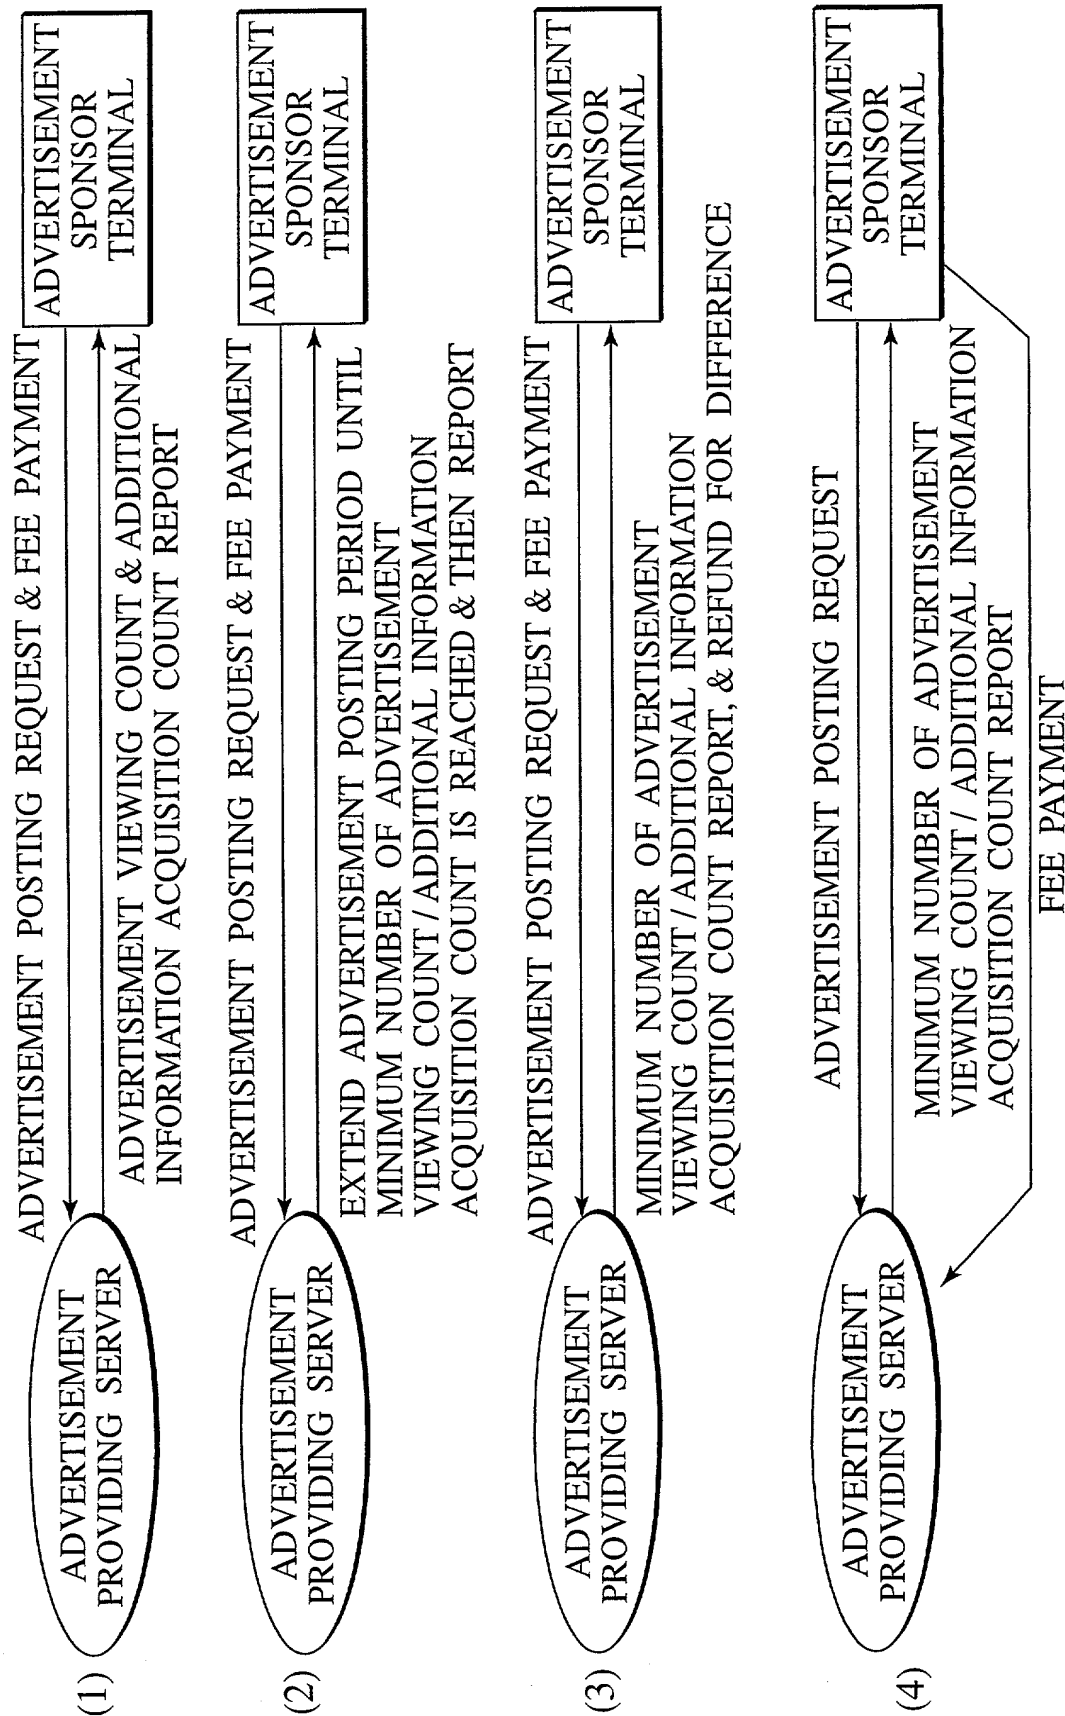 (1)
ADVERTISEMENT
PROVIDING SERVER
ADVERTISEMENT POSTING REQUEST & FEE PAYMENT
ADVERTISEMENT VIEWING COUNT & ADDITIONAL
INFORMATION ACQUISITION COUNT REPORT
ADVERTISEMENT
SPONSOR
TERMINAL
(2)
ADVERTISEMENT
PROVIDING SERVER
ADVERTISEMENT POSTING REQUEST & FEE PAYMENT
EXTEND ADVERTISEMENT POSTING PERIOD UNTIL
MINIMUM NUMBER OF ADVERTISEMENT
VIEWING COUNT / ADDITIONAL INFORMATION
ACQUISITION COUNT IS REACHED & THEN REPORT
ADVERTISEMENT
SPONSOR
TERMINAL
(3)
ADVERTISEMENT
PROVIDING SERVER
ADVERTISEMENT POSTING REQUEST & FEE PAYMENT
MINIMUM NUMBER OF ADVERTISEMENT
VIEWING COUNT / ADDITIONAL INFORMATION
ACQUISITION COUNT REPORT, & REFUND FOR DIFFERENCE
ADVERTISEMENT
SPONSOR
TERMINAL
(4)
ADVERTISEMENT
PROVIDING SERVER
ADVERTISEMENT POSTING REQUEST
MINIMUM NUMBER OF ADVERTISEMENT
VIEWING COUNT / ADDITIONAL INFORMATION
ACQUISITION COUNT REPORT
FEE PAYMENT
ADVERTISEMENT
SPONSOR
TERMINAL